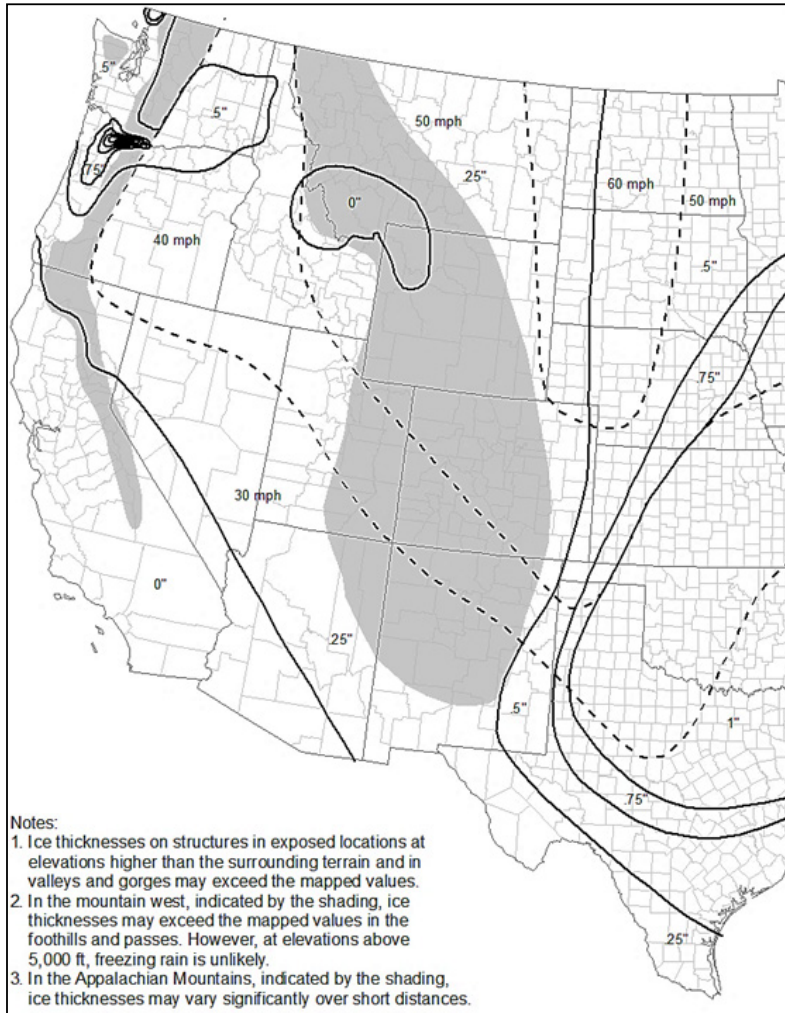 .5"
.5"
50 mph
.75"
0"
.25"
60 mph
50 mph
40 mph
.5"
.75"
30 mph
0"
.25"
.5"
1"
.75"
.25"
Notes:
1. Ice thicknesses on structures in exposed locations at
elevations higher than the surrounding terrain and in
valleys and gorges may exceed the mapped values.
2. In the mountain west, indicated by the shading, ice
thicknesses may exceed the mapped values in the
foothills and passes. However, at elevations above
5,000 ft, freezing rain is unlikely.
3. In the Appalachian Mountains, indicated by the shading,
ice thicknesses may vary significantly over short distances.